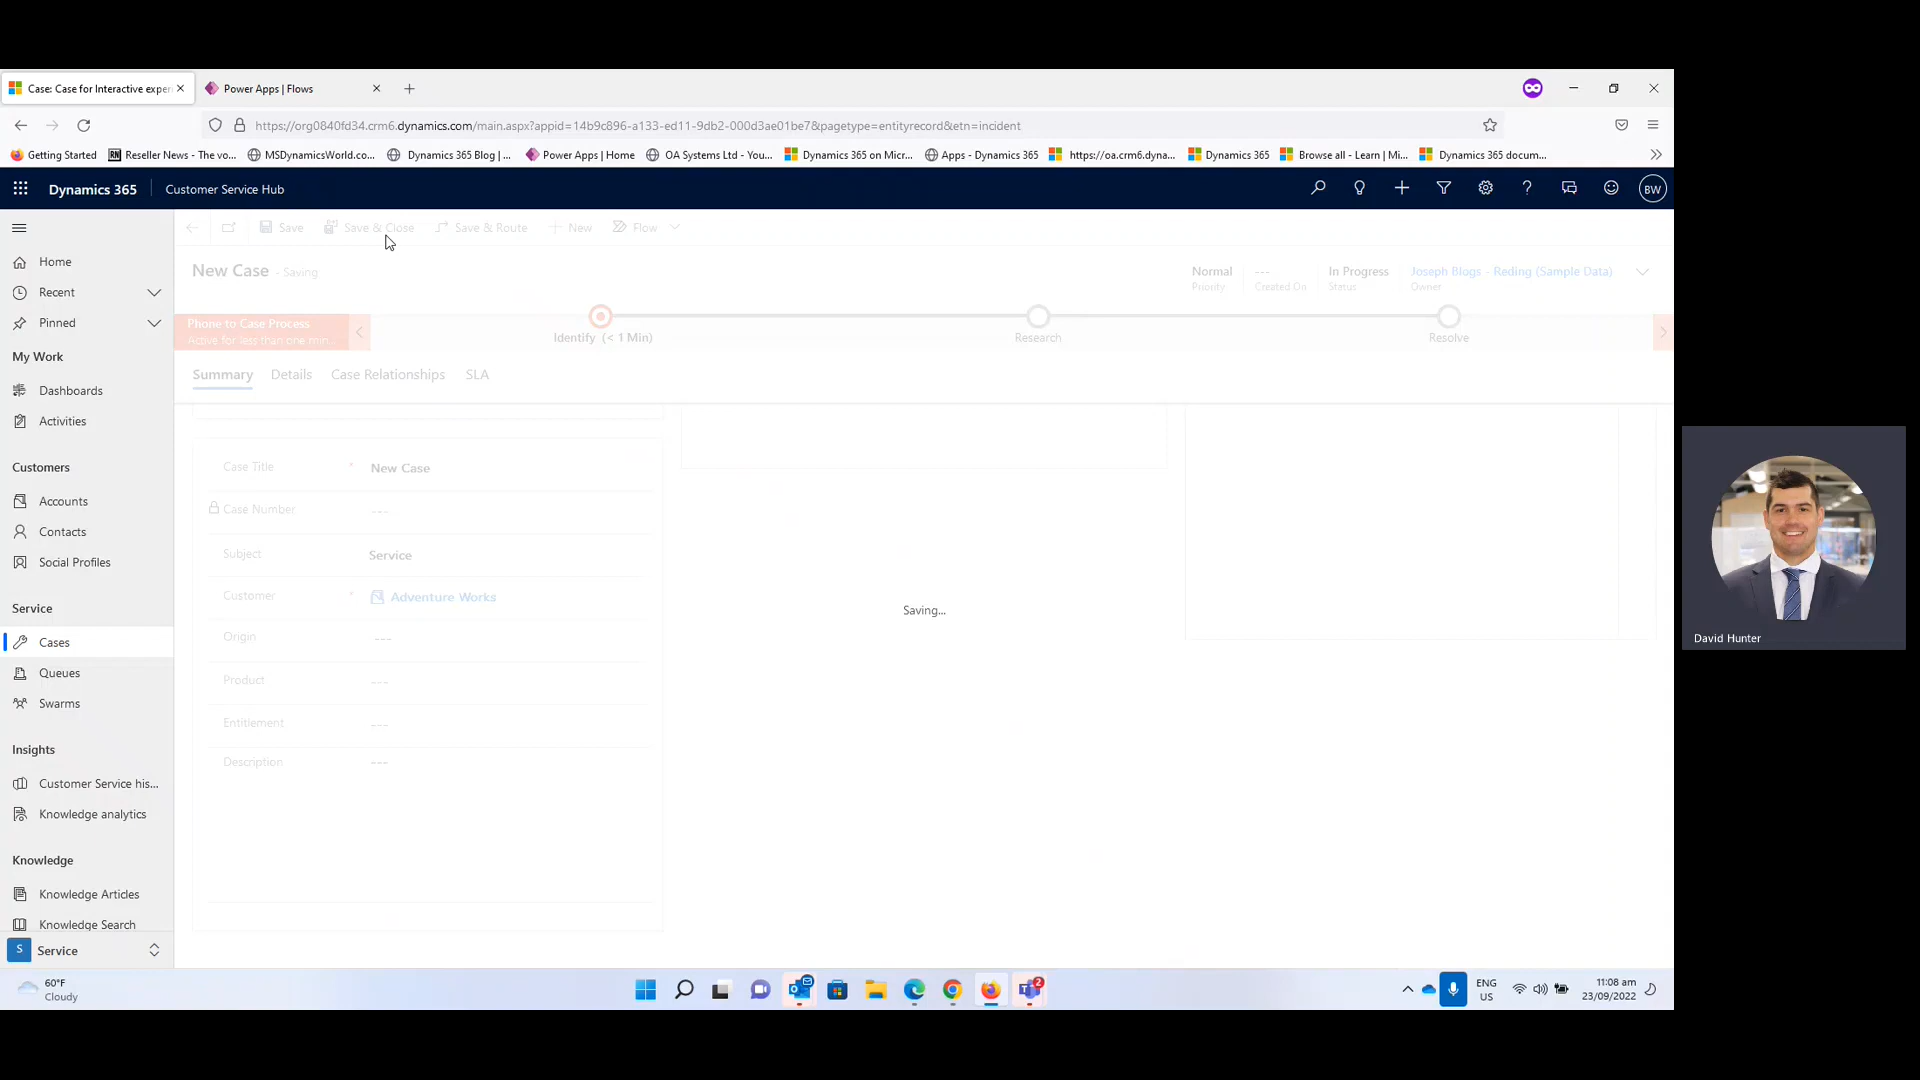 Case: Case for Interactive exper
Power Apps | Flows
https://org0840fd34.crm6.dynamics.com/main.aspx?appid=14b9c896-a133-ed11-9db2-000d3ae01be7&pagetype=entityrecord&etn=incident
Getting Started
Reseller News - The vo...
MSDynamicsWorld.co...
Dynamics 365 Blog | ...
Power Apps | Home
OA Systems Ltd - You...
Dynamics 365 on Micr...
Apps - Dynamics 365
https://oa.crm6.dyna...
Dynamics 365
Browse all - Learn | Mi...
Dynamics 365 docum...
Dynamics 365
Customer Service Hub
BW
Save
Save & Close
Save & Route
New
Flow
Home
Recent
Pinned
My Work
Dashboards
Activities
Customers
Accounts
Contacts
Social Profiles
Service
Cases
Queues
Swarms
Insights
Customer Service his...
Knowledge analytics
Knowledge
Knowledge Articles
Knowledge Search
S Service
New Case - Saving
Normal
Priority
---
Created On
In Progress
Status
Joseph Blogs - Reding (Sample Data)
Owner
Phone to Case Process
Active for less than one min...
Identify (< 1 Min)
Research
Resolve
Summary
Details
Case Relationships
SLA
Case Title * New Case
Case Number ---
Subject Service
Customer * Adventure Works
Origin ---
Product ---
Entitlement ---
Description ---
Saving...
David Hunter
60°F
Cloudy
2
ENG
US
11:08 am
23/09/2022